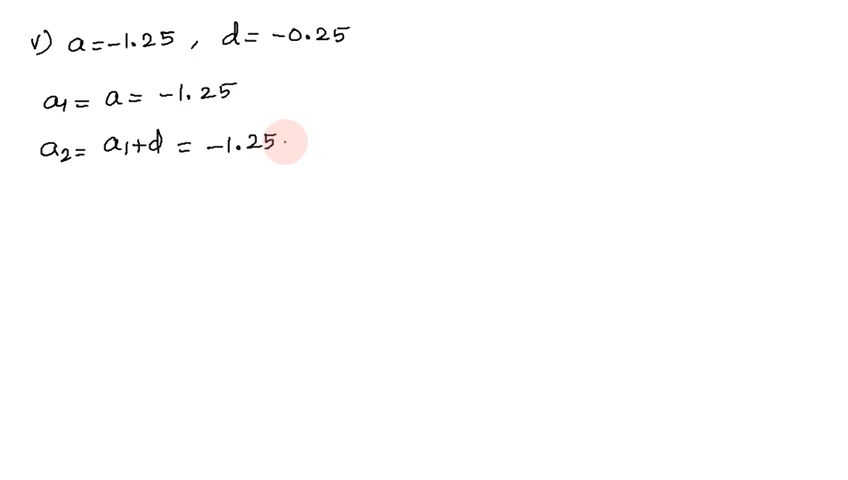 v) a = -1.25 , d = -0.25
a₁ = a = -1.25
a₂ = a₁+d = -1.25